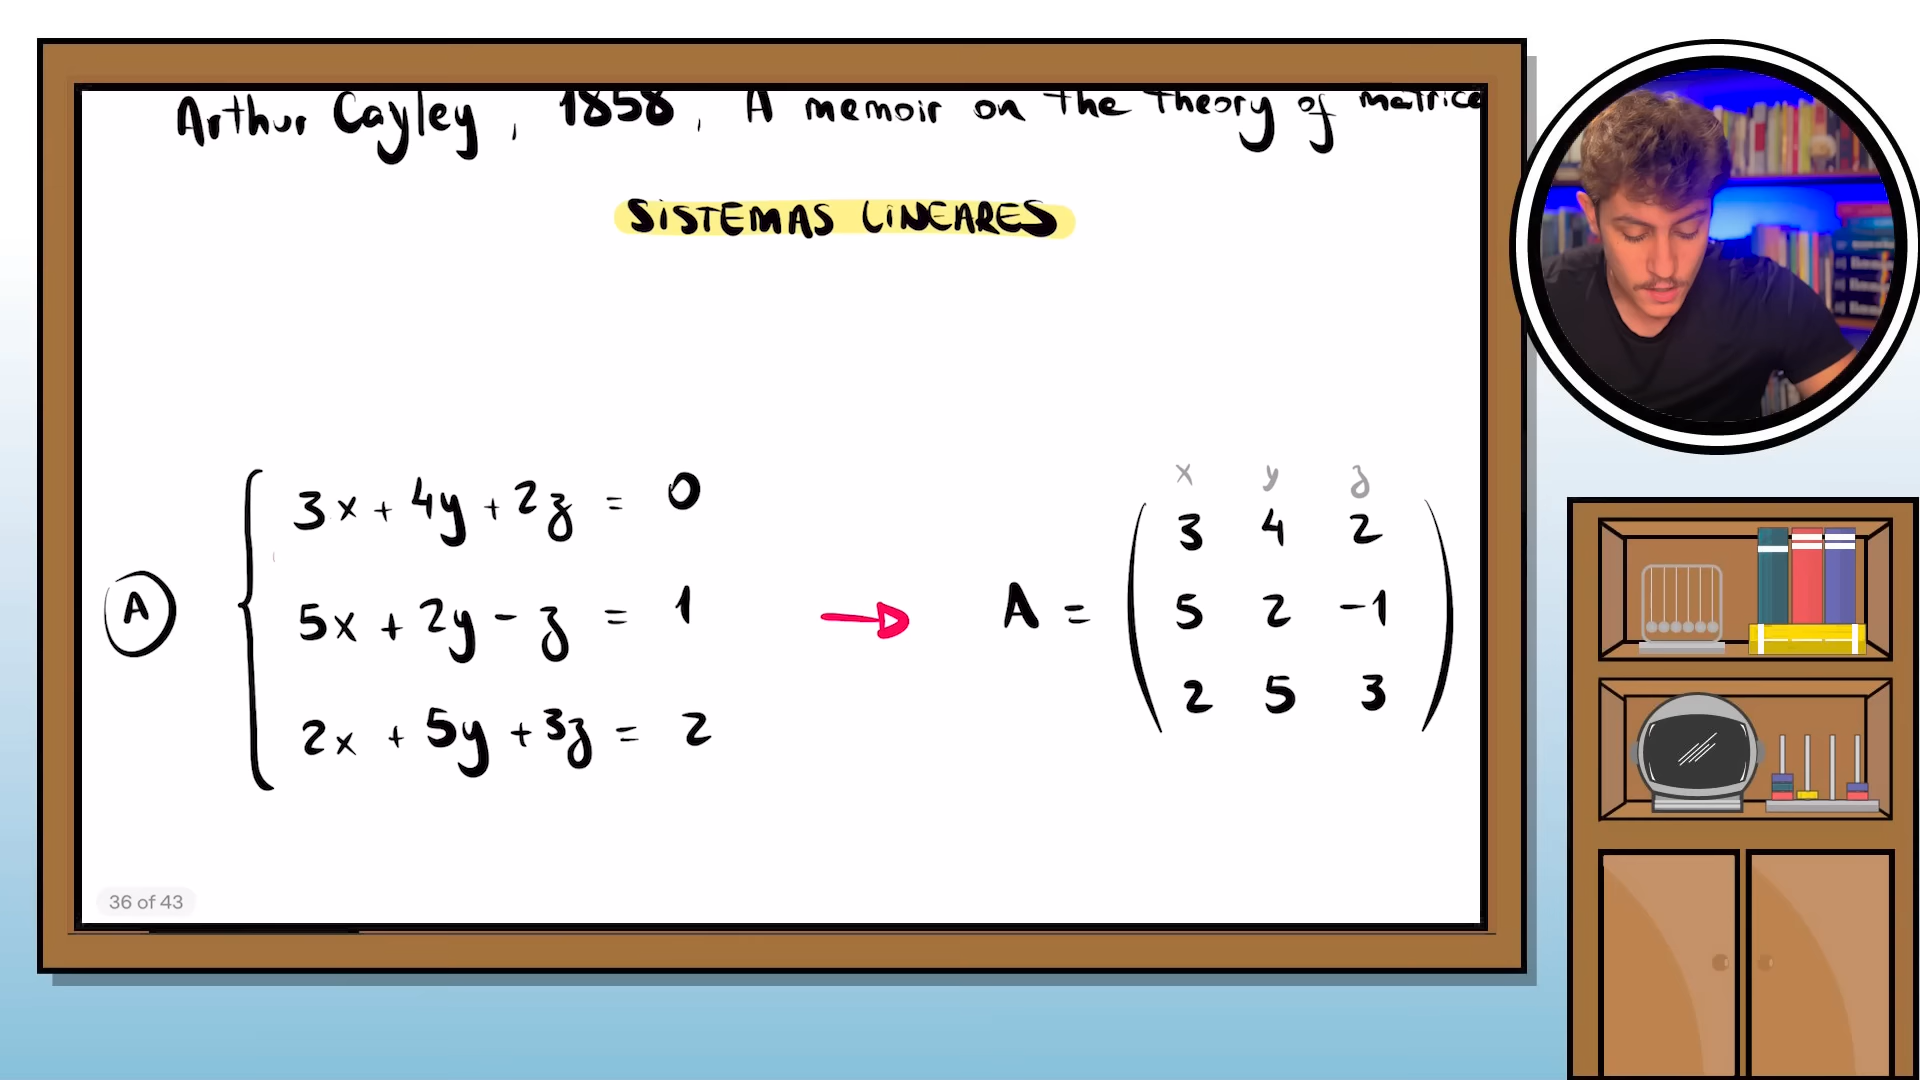 Arthur Cayley, 1858, A memoir on the theory of matrice
SISTEMAS LINEARES
A
3x + 4y + 2z = 0
5x + 2y - z = 1
2x + 5y + 3z = 2
A =
x y z
3 4 2
5 2 -1
2 5 3
36 of 43